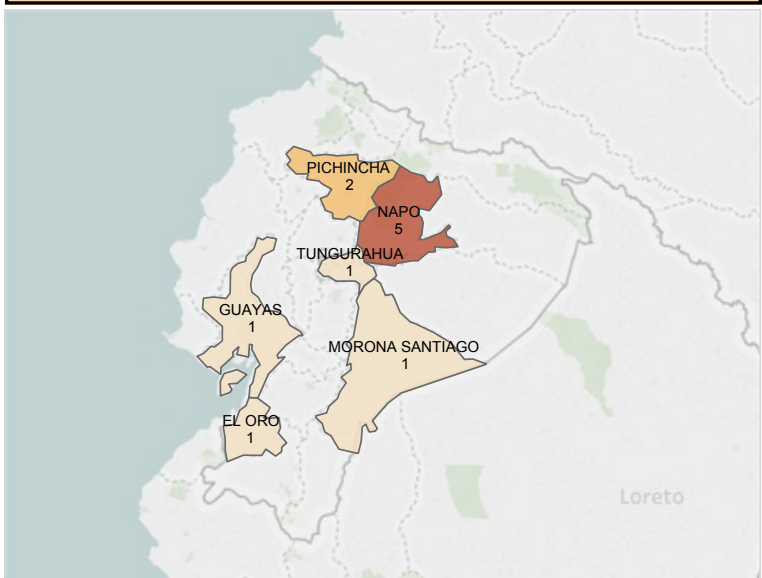 PICHINCHA
2
NAPO
5
TUNGURAHUA
1
GUAYAS
1
MORONA SANTIAGO
1
EL ORO
1
Loreto